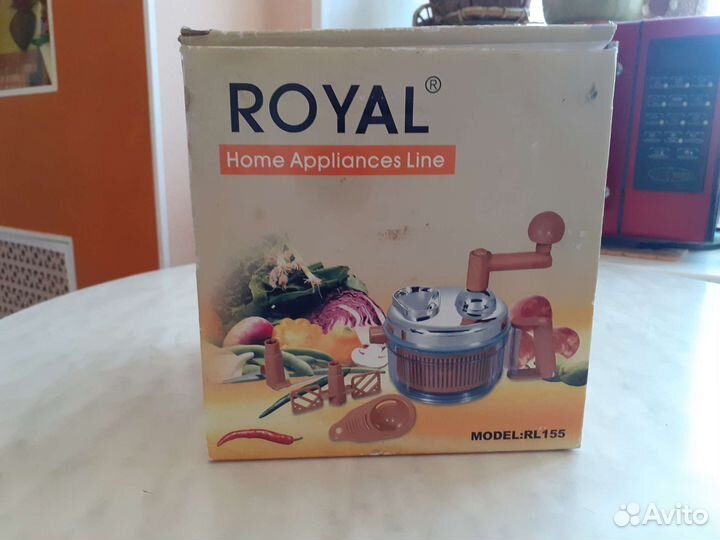 ROYAL®
Home Appliances Line
MODEL:RL155
Avito